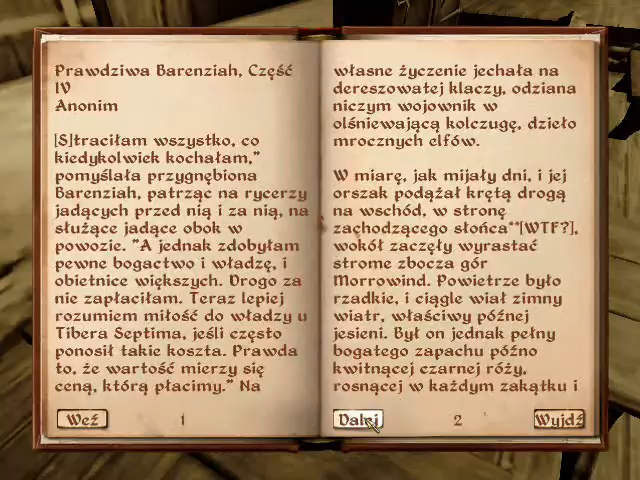 Prawdziwa Barenziah, Część
IV
Anonim
[S]traciłam wszystko, co
kiedykolwiek kochałam,"
pomyślała przygnębiona
Barenziah, patrząc na rycerzy
jadących przed nią i za nią, na
służące jadące obok w
powozie. "A jednak zdobyłam
pewne bogactwo i władzę, i
obietnice większych. Drogo za
nie zapłaciłam. Teraz lepiej
rozumiem miłość do władzy u
Tibera Septima, jeśli często
ponosił takie koszta. Prawda
to, że wartość mierzy się
ceną, którą płacimy." Na
Weź
1
własne życzenie jechała na
dereszowatej klaczy, odziana
niczym wojownik w
olśniewającą kolczugę, dzieło
mrocznych elfów.
W miarę, jak mijały dni, i jej
orszak podążał krętą drogą
na wschód, w stronę
zachodzącego słońca**[WTF?],
wokół zaczęły wyrastać
strome zbocza gór
Morrowind. Powietrze było
rzadkie, i ciągle wiał zimny
wiatr, właściwy późnej
jesieni. Był on jednak pełny
bogatego zapachu późno
kwitnącej czarnej róży,
rosnącej w każdym zakątku i
Dalej
2
Wyjdź